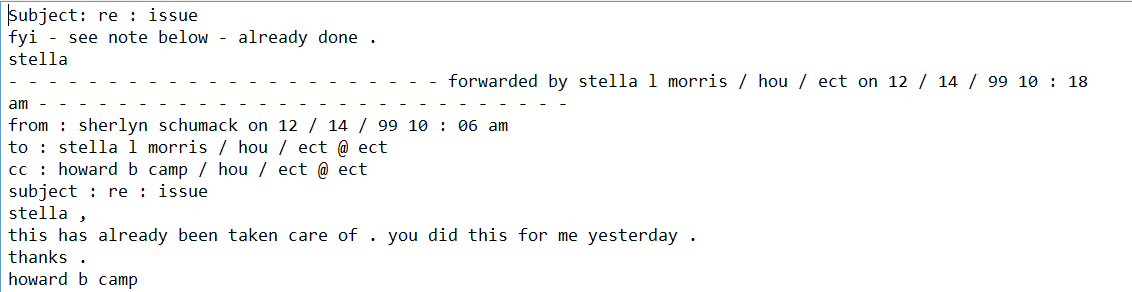 Subject: re : issue
fyi - see note below - already done .
stella
- - - - - - - - - - - - - - - - - - - - - - forwarded by stella l morris / hou / ect on 12 / 14 / 99 10 : 18
am - - - - - - - - - - - - - - - - - - - - - - - - - - -
from : sherlyn schumack on 12 / 14 / 99 10 : 06 am
to : stella l morris / hou / ect @ ect
cc : howard b camp / hou / ect @ ect
subject : re : issue
stella ,
this has already been taken care of . you did this for me yesterday .
thanks .
howard b camp